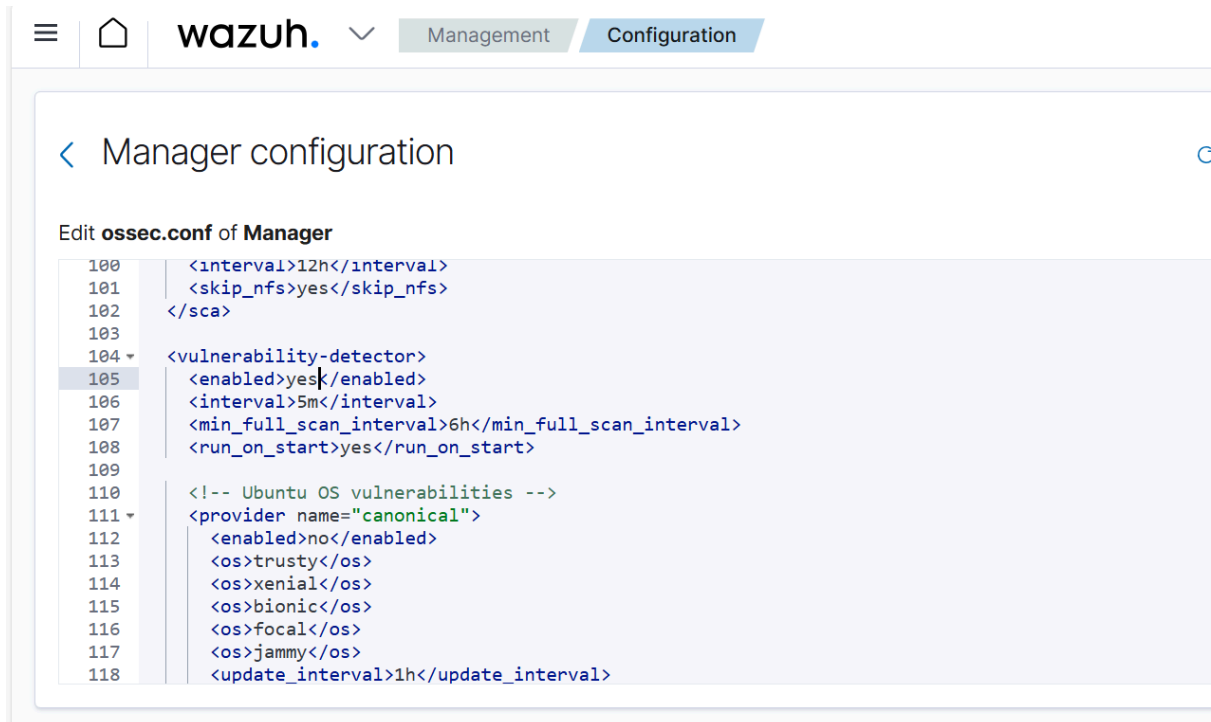 wazuh. Management Configuration
Manager configuration
Edit ossec.conf of Manager
100 <interval>12h</interval>
101 <skip_nfs>yes</skip_nfs>
102 </sca>
103
104 <vulnerability-detector>
105 <enabled>yes</enabled>
106 <interval>5m</interval>
107 <min_full_scan_interval>6h</min_full_scan_interval>
108 <run_on_start>yes</run_on_start>
109
110 <!-- Ubuntu OS vulnerabilities -->
111 <provider name="canonical">
112 <enabled>no</enabled>
113 <os>trusty</os>
114 <os>xenial</os>
115 <os>bionic</os>
116 <os>focal</os>
117 <os>jammy</os>
118 <update_interval>1h</update_interval>